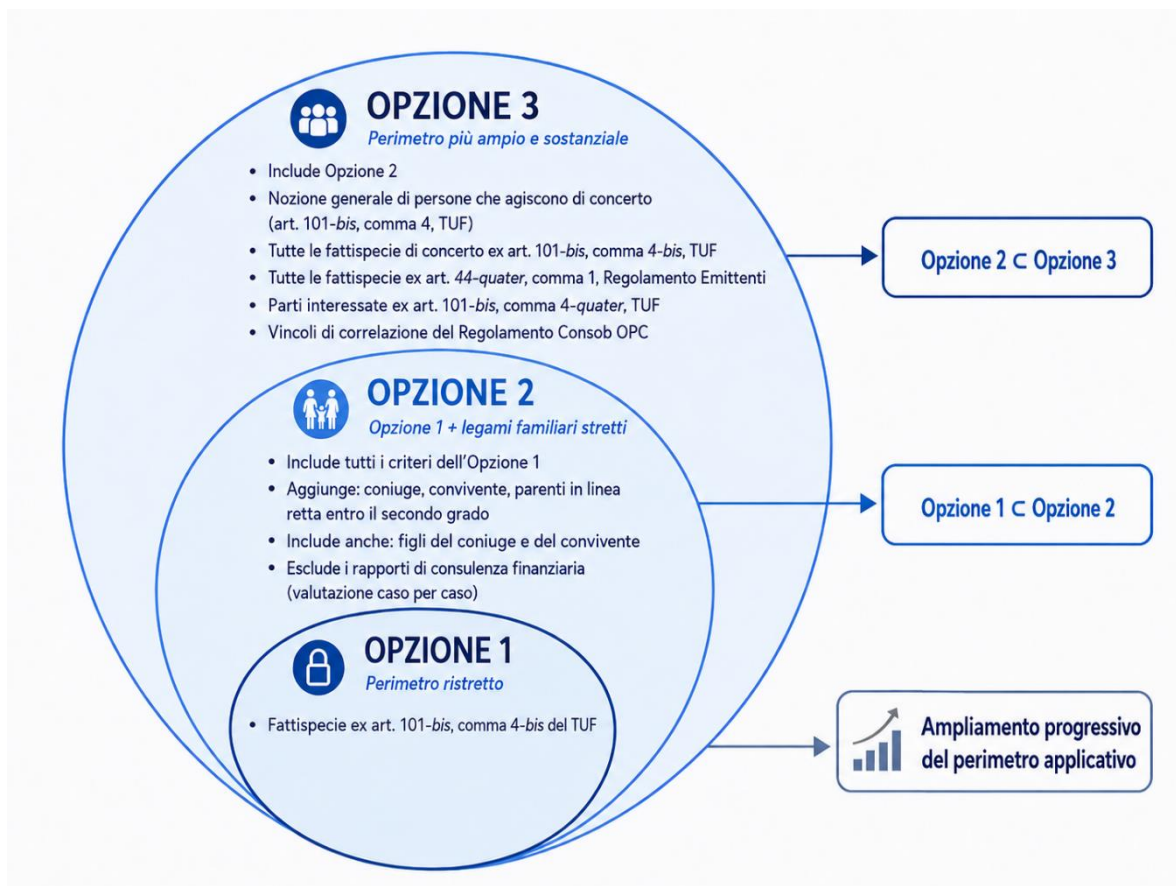 OPZIONE 3
Perimetro più ampio e sostanziale
• Include Opzione 2
• Nozione generale di persone che agiscono di concerto
(art. 101-bis, comma 4, TUF)
• Tutte le fattispecie di concerto ex art. 101-bis, comma 4-bis, TUF
• Tutte le fattispecie ex art. 44-quater, comma 1, Regolamento Emittenti
• Parti interessate ex art. 101-bis, comma 4-quater, TUF
• Vincoli di correlazione del Regolamento Consob OPC
Opzione 2 ⊂ Opzione 3
OPZIONE 2
Opzione 1 + legami familiari stretti
• Include tutti i criteri dell'Opzione 1
• Aggiunge: coniuge, convivente, parenti in linea
retta entro il secondo grado
• Include anche: figli del coniuge e del convivente
• Esclude i rapporti di consulenza finanziaria
(valutazione caso per caso)
Opzione 1 ⊂ Opzione 2
OPZIONE 1
Perimetro ristretto
• Fattispecie ex art. 101-bis, comma 4-bis del TUF
Ampliamento progressivo
del perimetro applicativo